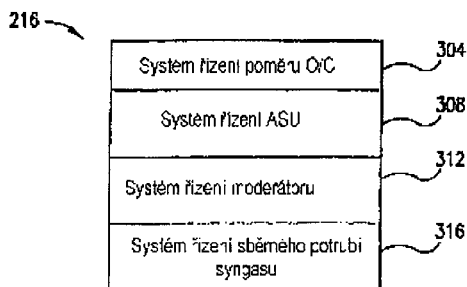 216
Systém řízení poměru O/C
304
Systém řízení ASU
308
312
Systém řízení moderátoru
316
Systém řízení sběrného potrubí
syngasu